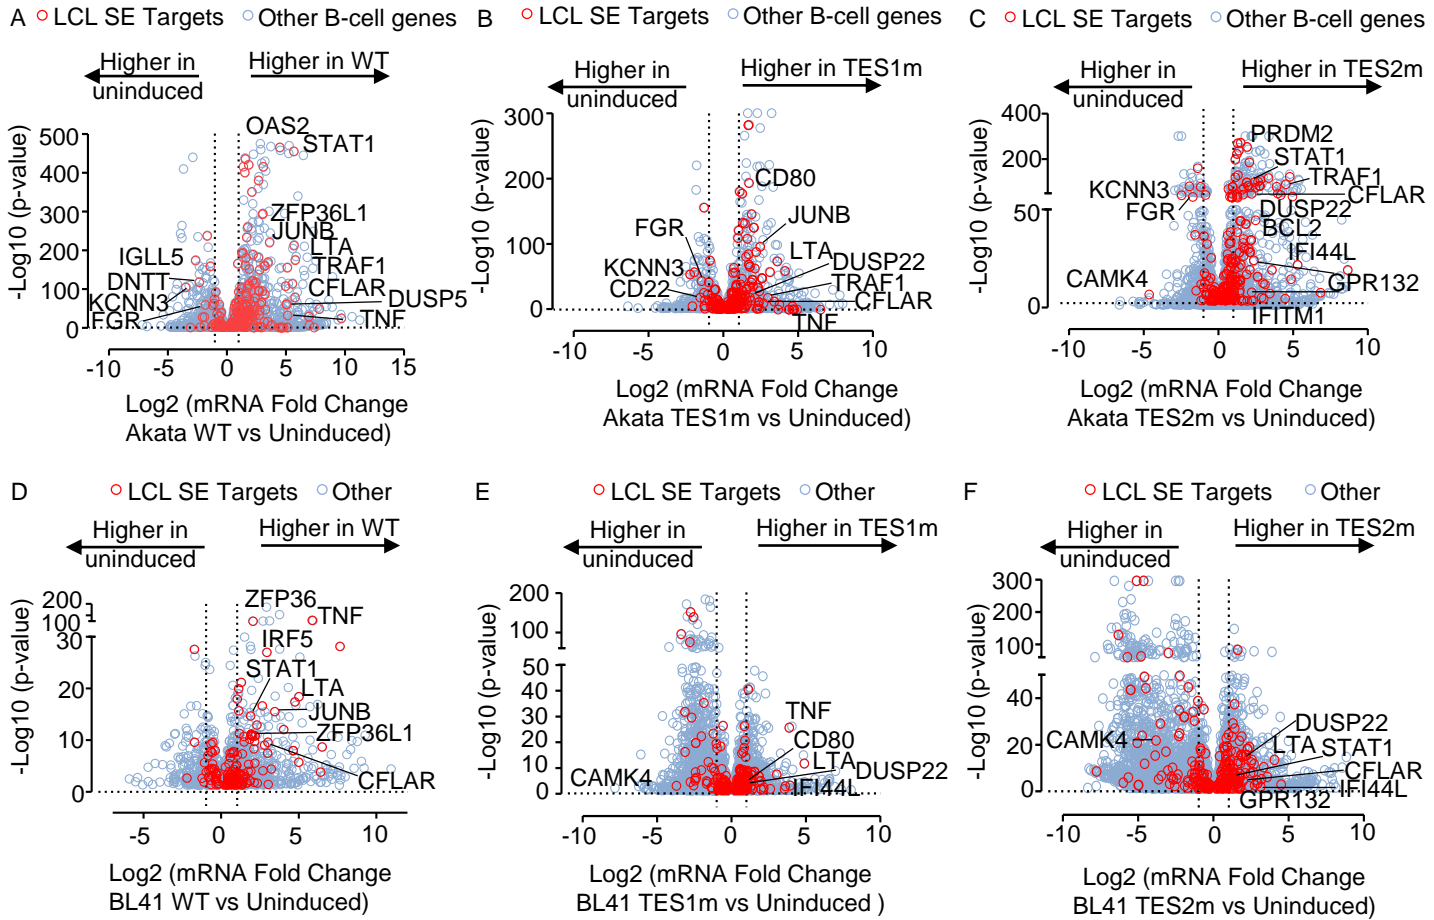 A LCL SE Targets Other B-cell genes
Higher in uninduced
Higher in WT
-Log10 (p-value)
500
400
300
200
100
0
OAS2
STAT1
ZFP36L1
JUNB
LTA
TRAF1
CFLAR
DUSP5
TNF
IGLL5
DNTT
KCNN3
FGR
-10 -5 0 5 10 15
Log2 (mRNA Fold Change
Akata WT vs Uninduced)
B LCL SE Targets Other B-cell genes
Higher in uninduced
Higher in TES1m
-Log10 (p-value)
300
200
100
0
CD80
JUNB
FGR
LTA
DUSP22
KCNN3
TRAF1
CD22
CFLAR
TNF
-10 -5 0 5 10
Log2 (mRNA Fold Change
Akata TES1m vs Uninduced)
C LCL SE Targets Other B-cell genes
Higher in uninduced
Higher in TES2m
-Log10 (p-value)
400
200
50
0
PRDM2
STAT1
TRAF1
KCNN3
CFLAR
FGR
DUSP22
BCL2
IFI44L
CAMK4
GPR132
IFITM1
-10 -5 0 5 10
Log2 (mRNA Fold Change
Akata TES2m vs Uninduced)
D LCL SE Targets Other
Higher in uninduced
Higher in WT
-Log10 (p-value)
200
100
30
20
10
0
ZFP36
TNF
IRF5
STAT1
LTA
JUNB
ZFP36L1
CFLAR
-5 0 5 10
Log2 (mRNA Fold Change
BL41 WT vs Uninduced)
E LCL SE Targets Other
Higher in uninduced
Higher in TES1m
-Log10 (p-value)
200
100
50
40
30
20
10
0
TNF
CD80
LTA
CAMK4
DUSP22
IFI44L
-10 -5 0 5 10
Log2 (mRNA Fold Change
BL41 TES1m vs Uninduced )
F LCL SE Targets Other
Higher in uninduced
Higher in TES2m
-Log10 (p-value)
300
200
100
40
20
0
CAMK4
DUSP22
LTA STAT1
CFLAR
IFI44L
GPR132
-10 -5 0 5 10
Log2 (mRNA Fold Change
BL41 TES2m vs Uninduced)